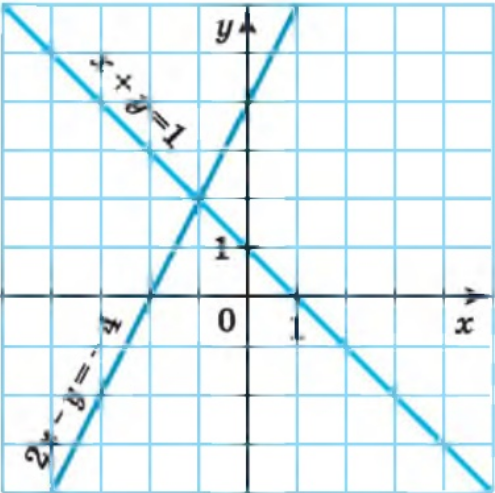 y
x + y = 1
1
0
1
x
2x - y = - 4